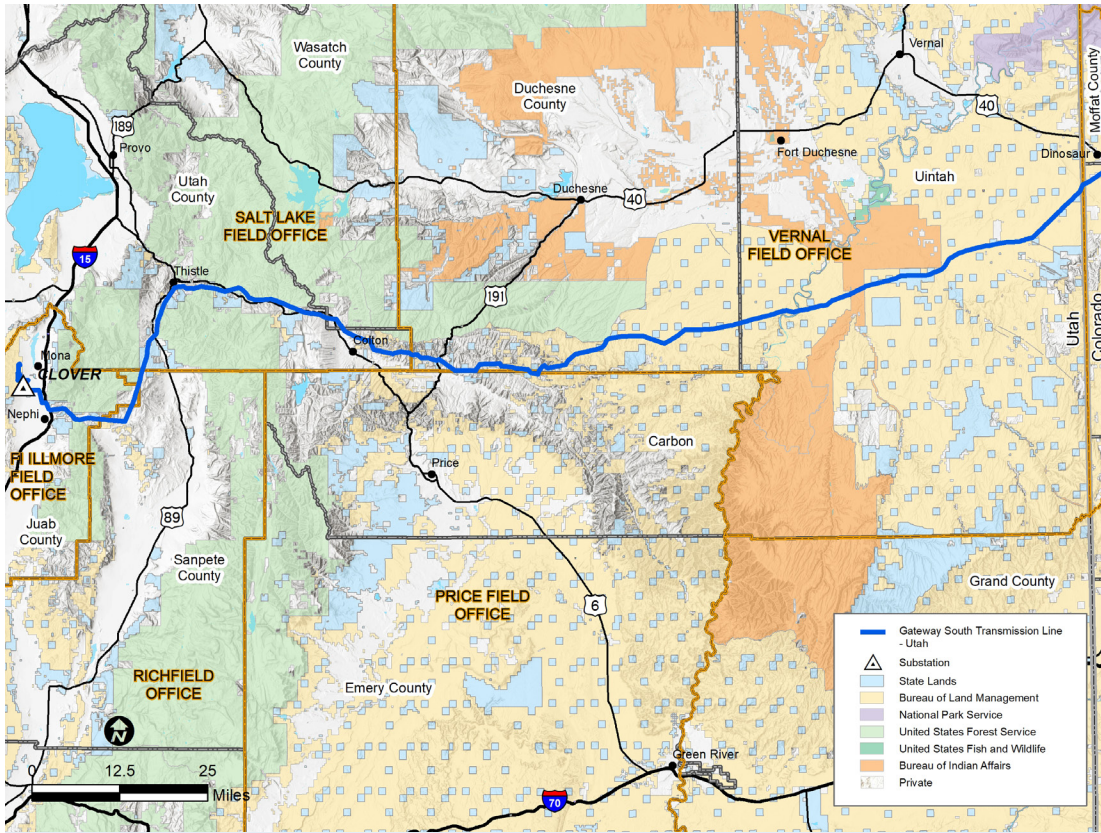 Wasatch
County
Vernal
Duchesne
County
Moffat County
40
189
Provo
Fort Duchesne
Dinosaur
Utah
County
Uintah
Duchesne
40
SALT LAKE
FIELD OFFICE
VERNAL
FIELD OFFICE
15
Thistle
191
Utah
Colorado
Colton
Mona
CLOVER
Nephi
Carbon
FI ILLMORE
FIELD
OFFICE
Price
89
Juab
County
Sanpete
County
Grand County
PRICE FIELD
OFFICE
6
RICHFIELD
OFFICE
Emery County
N
Green River
0 12.5 25
Miles
70
Gateway South Transmission Line
- Utah
Substation
State Lands
Bureau of Land Management
National Park Service
United States Forest Service
United States Fish and Wildlife
Bureau of Indian Affairs
Private